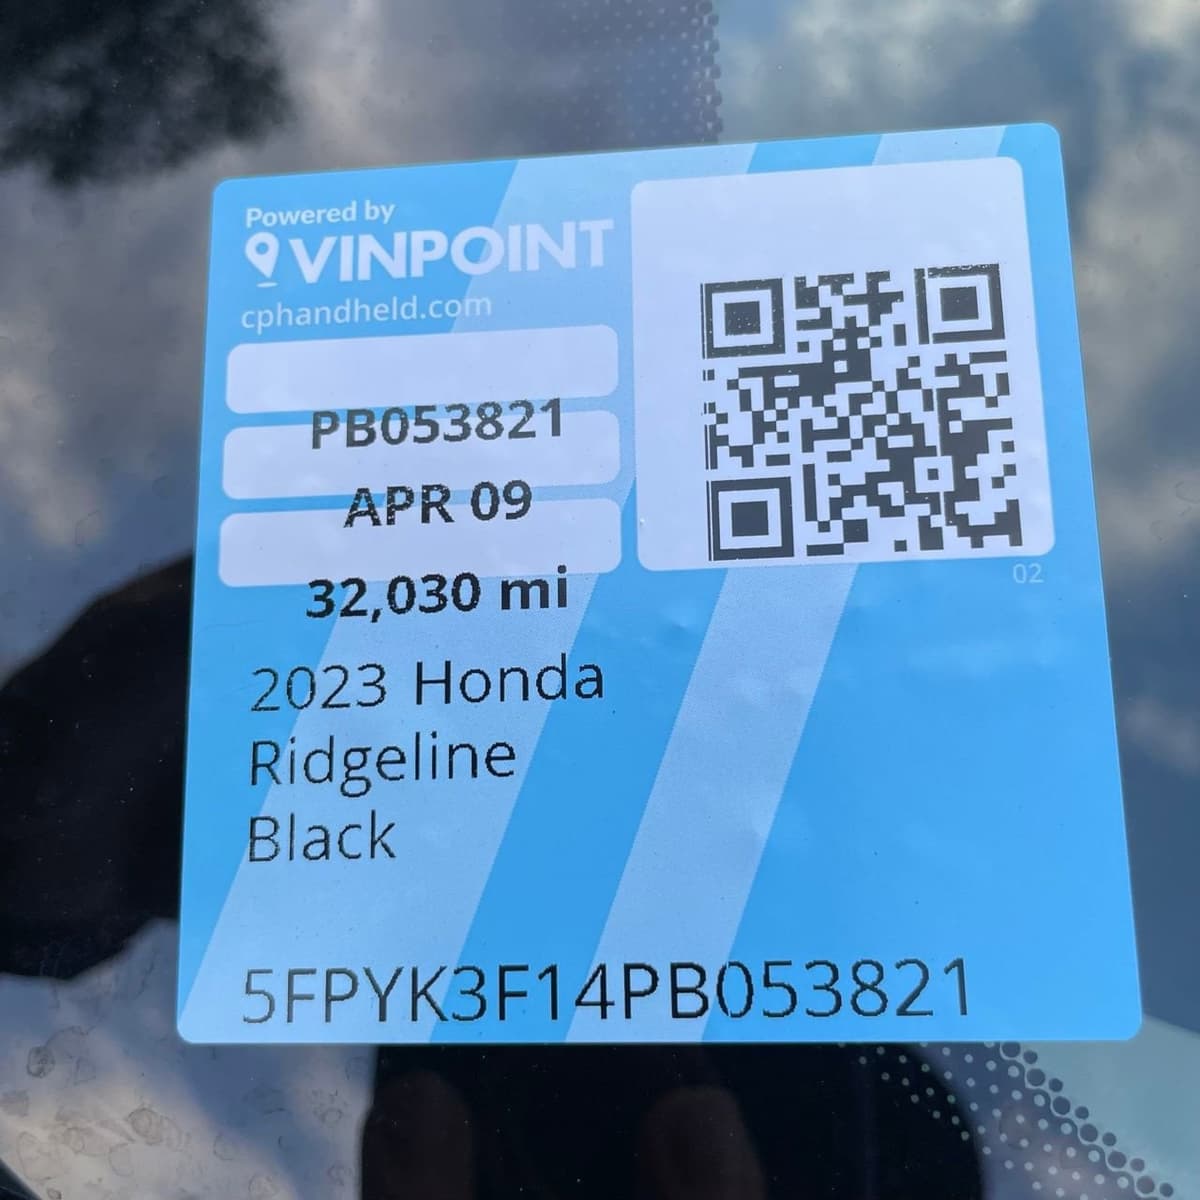 Powered by
VINPOINT
cphandheld.com
PB053821
APR 09
32,030 mi
02
2023 Honda
Ridgeline
Black
5FPYK3F14PB053821